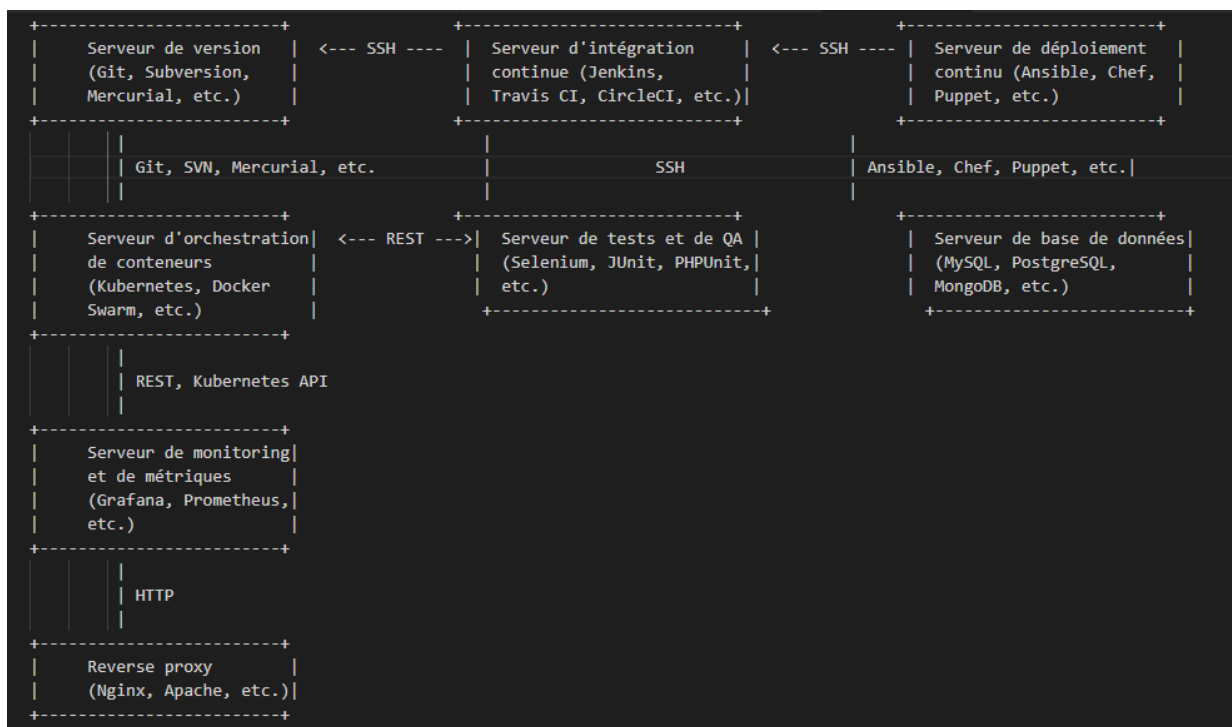 +-------------------------+                 +----------------------------+                +--------------------------+
|     Serveur de version   |  <--- SSH ----  |  Serveur d'intégration     |  <--- SSH ---- |  Serveur de déploiement   |
|     (Git, Subversion,    |                 |  continue (Jenkins,        |                |  continu (Ansible, Chef,  |
|     Mercurial, etc.)     |                 |  Travis CI, CircleCI, etc.)|                |  Puppet, etc.)            |
+-------------------------+                 +----------------------------+                +--------------------------+
|                                      |                                     |
| Git, SVN, Mercurial, etc.            |                 SSH                 | Ansible, Chef, Puppet, etc.|
|                                      |                                     |
+-------------------------+                 +----------------------------+                +--------------------------+
|     Serveur d'orchestration|  <--- REST --->|  Serveur de tests et de QA |               |  Serveur de base de données|
|     de conteneurs          |                |  (Selenium, JUnit, PHPUnit,|               |  (MySQL, PostgreSQL,       |
|     (Kubernetes, Docker    |                |  etc.)                     |               |  MongoDB, etc.)            |
|     Swarm, etc.)           |                +----------------------------+                +--------------------------+
+-------------------------+
|
| REST, Kubernetes API
|
+-------------------------+
|     Serveur de monitoring|
|     et de métriques      |
|     (Grafana, Prometheus,|
|     etc.)                |
+-------------------------+
|
| HTTP
|
+-------------------------+
|     Reverse proxy        |
|     (Nginx, Apache, etc.)|
+-------------------------+